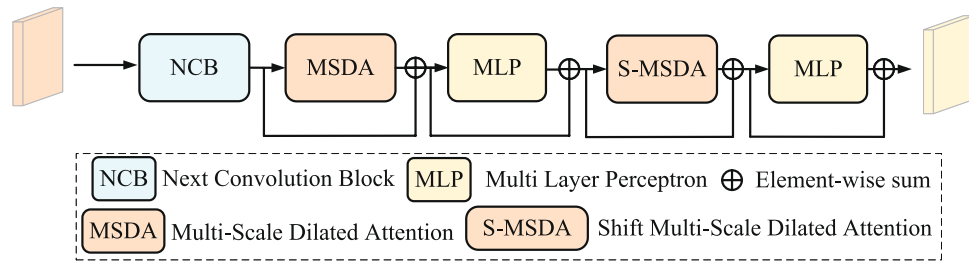 NCB MSDA MLP S-MSDA MLP
NCB Next Convolution Block MLP Multi Layer Perceptron Element-wise sum
MSDA Multi-Scale Dilated Attention S-MSDA Shift Multi-Scale Dilated Attention